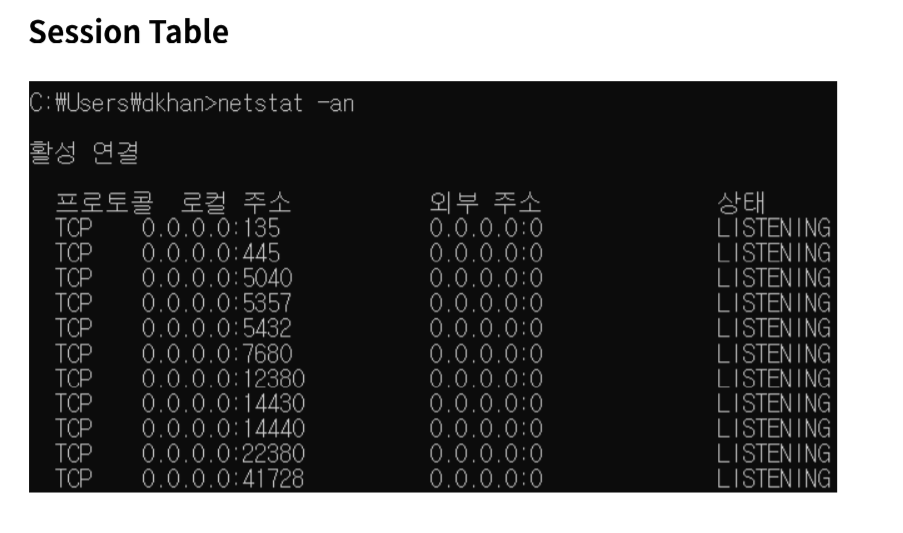 Session Table
C:₩Users₩dkhan>netstat -an
활성 연결
프로토콜 로컬 주소 외부 주소 상태
TCP 0.0.0.0:135 0.0.0.0:0 LISTENING
TCP 0.0.0.0:445 0.0.0.0:0 LISTENING
TCP 0.0.0.0:5040 0.0.0.0:0 LISTENING
TCP 0.0.0.0:5357 0.0.0.0:0 LISTENING
TCP 0.0.0.0:5432 0.0.0.0:0 LISTENING
TCP 0.0.0.0:7680 0.0.0.0:0 LISTENING
TCP 0.0.0.0:12380 0.0.0.0:0 LISTENING
TCP 0.0.0.0:14430 0.0.0.0:0 LISTENING
TCP 0.0.0.0:14440 0.0.0.0:0 LISTENING
TCP 0.0.0.0:22380 0.0.0.0:0 LISTENING
TCP 0.0.0.0:41728 0.0.0.0:0 LISTENING